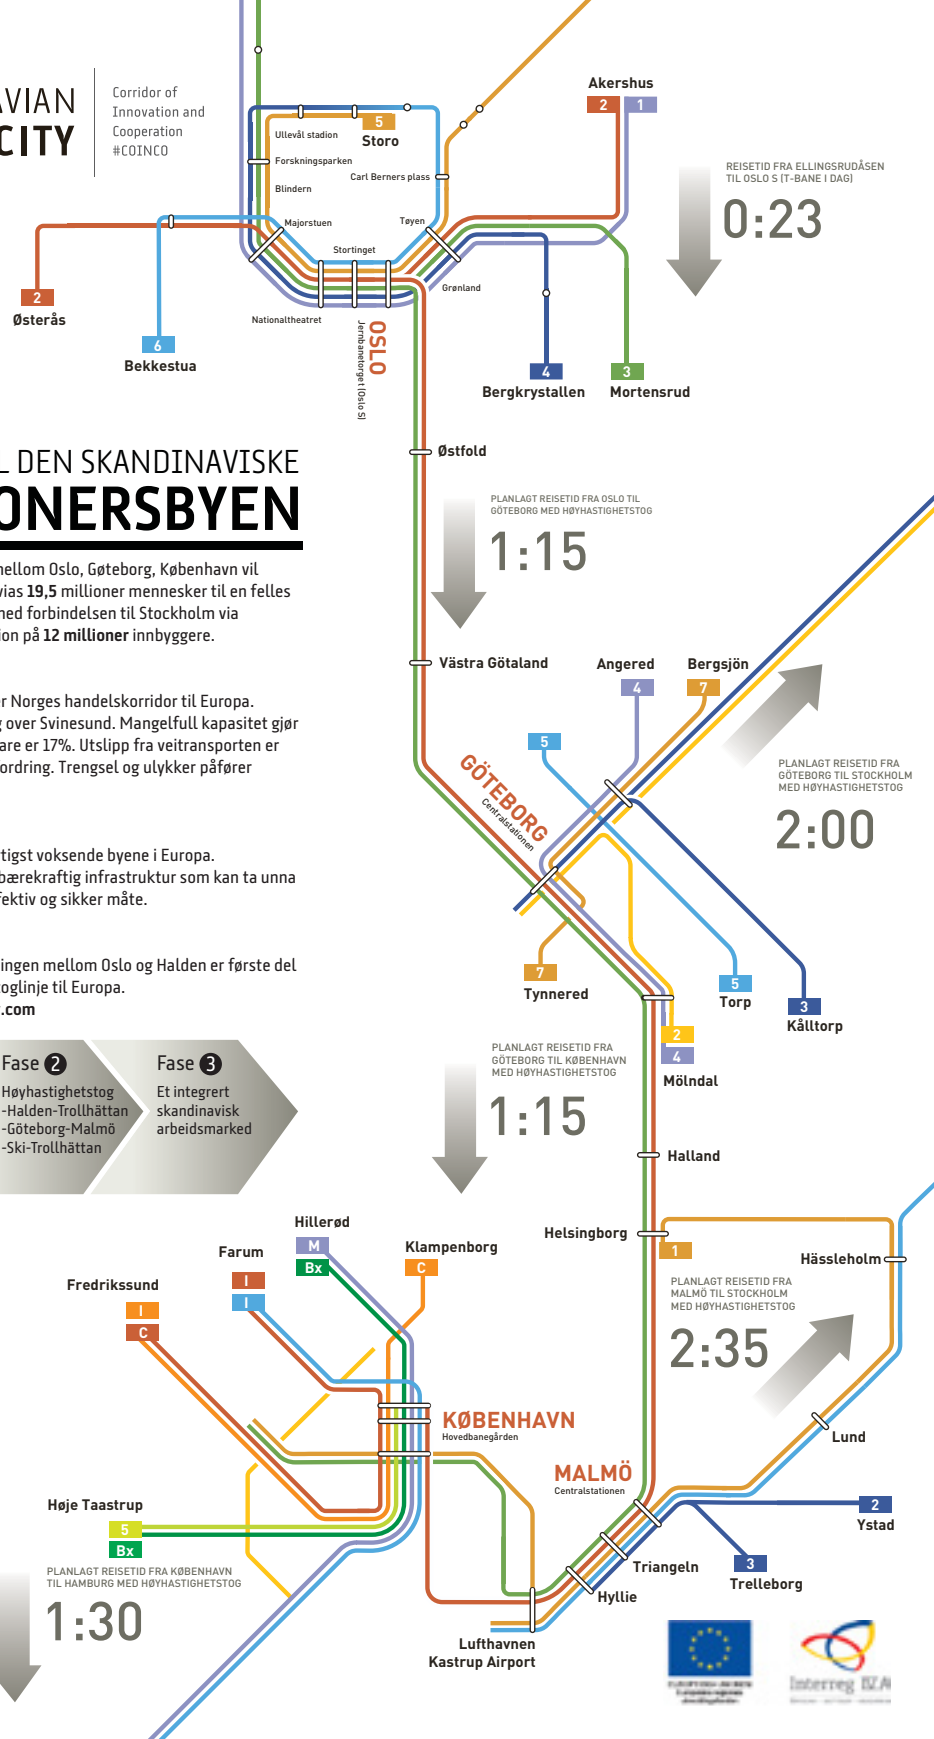 AVIAN
CITY
Corridor of
Innovation and
Cooperation
#COINCO
Akershus
2
1
5
Storo
Ullevål stadion
Forskningsparken
Blindern
Carl Berners plass
Majorstuen
Tøyen
Stortinget
Grønland
Nationaltheatret
OSLO
Jernbanetorget (Oslo S)
2
Østerås
6
Bekkestua
4
Bergkrystallen
3
Mortensrud
REISETID FRA ELLINGSRUDÅSEN
TIL OSLO S (T-BANE I DAG)
0:23
Østfold
L DEN SKANDINAVISKE
ONERSBYEN
mellom Oslo, Gøteborg, København vil
vias 19,5 millioner mennesker til en felles
med forbindelsen til Stockholm via
ion på 12 millioner innbyggere.
PLANLAGT REISETID FRA OSLO TIL
GÖTEBORG MED HØYHASTIGHETSTOG
1:15
Västra Götaland
er Norges handelskorridor til Europa.
g over Svinesund. Mangelfull kapasitet gjør
are er 17%. Utslipp fra veitransporten er
ordring. Trengsel og ulykker påfører
Angered
4
Bergsjön
7
5
GÖTEBORG
Centralstationen
PLANLAGT REISETID FRA
GÖTEBORG TIL STOCKHOLM
MED HØYHASTIGHETSTOG
2:00
tigst voksende byene i Europa.
bærekraftig infrastruktur som kan ta unna
fektiv og sikker måte.
ingen mellom Oslo og Halden er første del
toglinje til Europa.
t.com
7
Tynnered
5
Torp
3
Kålltorp
2
4
Mölndal
Fase 2
Høyhastighetstog
-Halden-Trollhättan
-Göteborg-Malmö
-Ski-Trollhättan
Fase 3
Et integrert
skandinavisk
arbeidsmarked
PLANLAGT REISETID FRA
GÖTEBORG TIL KØBENHAVN
MED HØYHASTIGHETSTOG
1:15
Halland
Helsingborg
1
Hässleholm
PLANLAGT REISETID FRA
MALMÖ TIL STOCKHOLM
MED HØYHASTIGHETSTOG
2:35
Hillerød
M
Bx
Farum
I
I
Klampenborg
C
Fredrikssund
I
C
KØBENHAVN
Hovedbanegården
Lund
MALMÖ
Centralstationen
2
Ystad
3
Trelleborg
Triangeln
Hyllie
Høje Taastrup
5
Bx
PLANLAGT REISETID FRA KØBENHAVN
TIL HAMBURG MED HØYHASTIGHETSTOG
1:30
Lufthavnen
Kastrup Airport
Interreg IV A